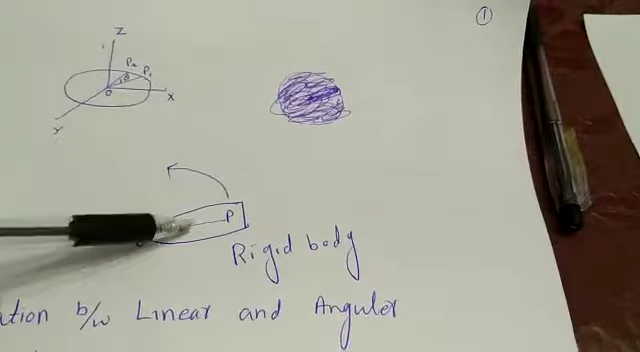 1
Z
P₂ P₁
θ
O X
Y
P
Rigid body
ation b/w Linear and Angular